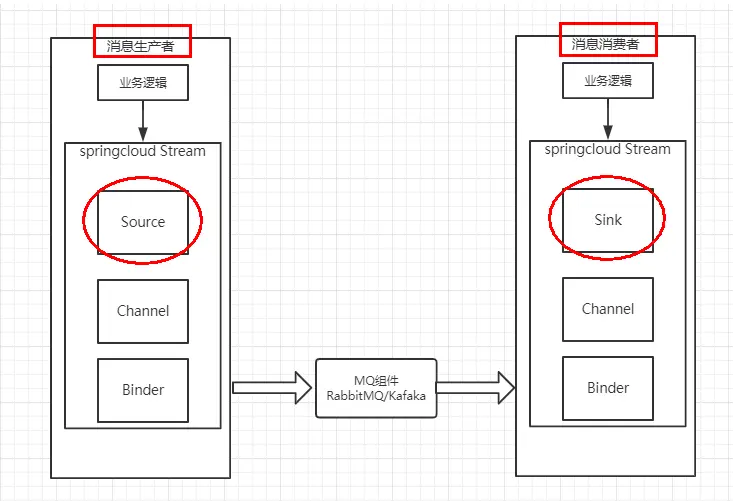 消息生产者
业务逻辑
springcloud Stream
Source
Channel
Binder
MQ组件
RabbitMQ/Kafaka
消息消费者
业务逻辑
springcloud Stream
Sink
Channel
Binder